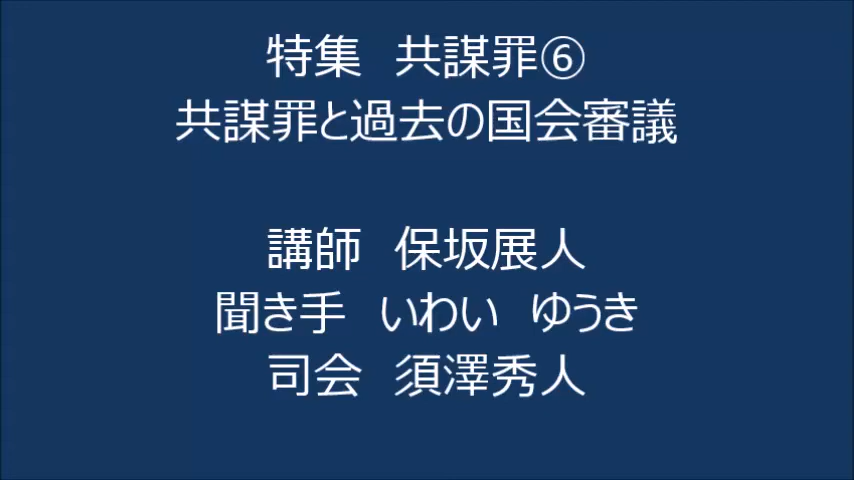 特集　共謀罪⑥
共謀罪と過去の国会審議
講師　保坂展人
聞き手　いわい　ゆうき
司会　須澤秀人